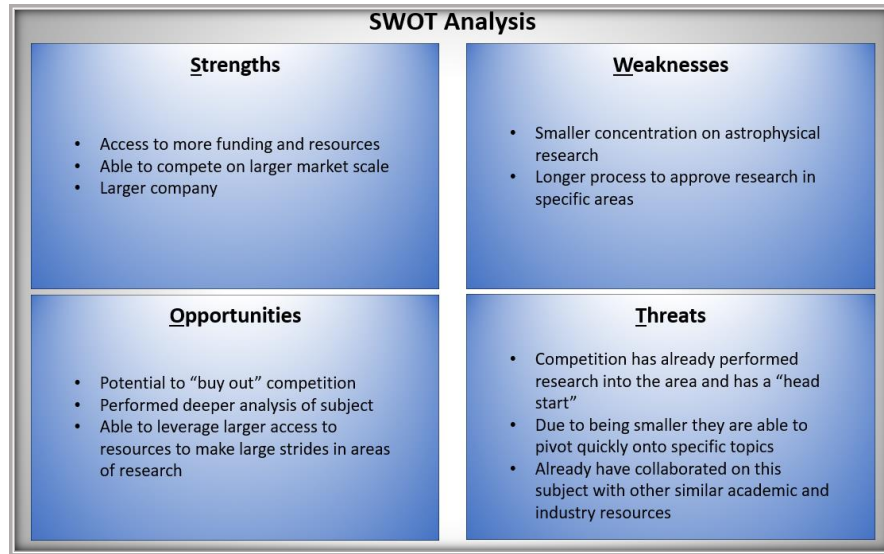 SWOT Analysis
Strengths
• Access to more funding and resources
• Able to compete on larger market scale
• Larger company
Weaknesses
• Smaller concentration on astrophysical
research
• Longer process to approve research in
specific areas
Opportunities
• Potential to “buy out” competition
• Performed deeper analysis of subject
• Able to leverage larger access to
resources to make large strides in areas
of research
Threats
• Competition has already performed
research into the area and has a “head
start”
• Due to being smaller they are able to
pivot quickly onto specific topics
• Already have collaborated on this
subject with other similar academic and
industry resources